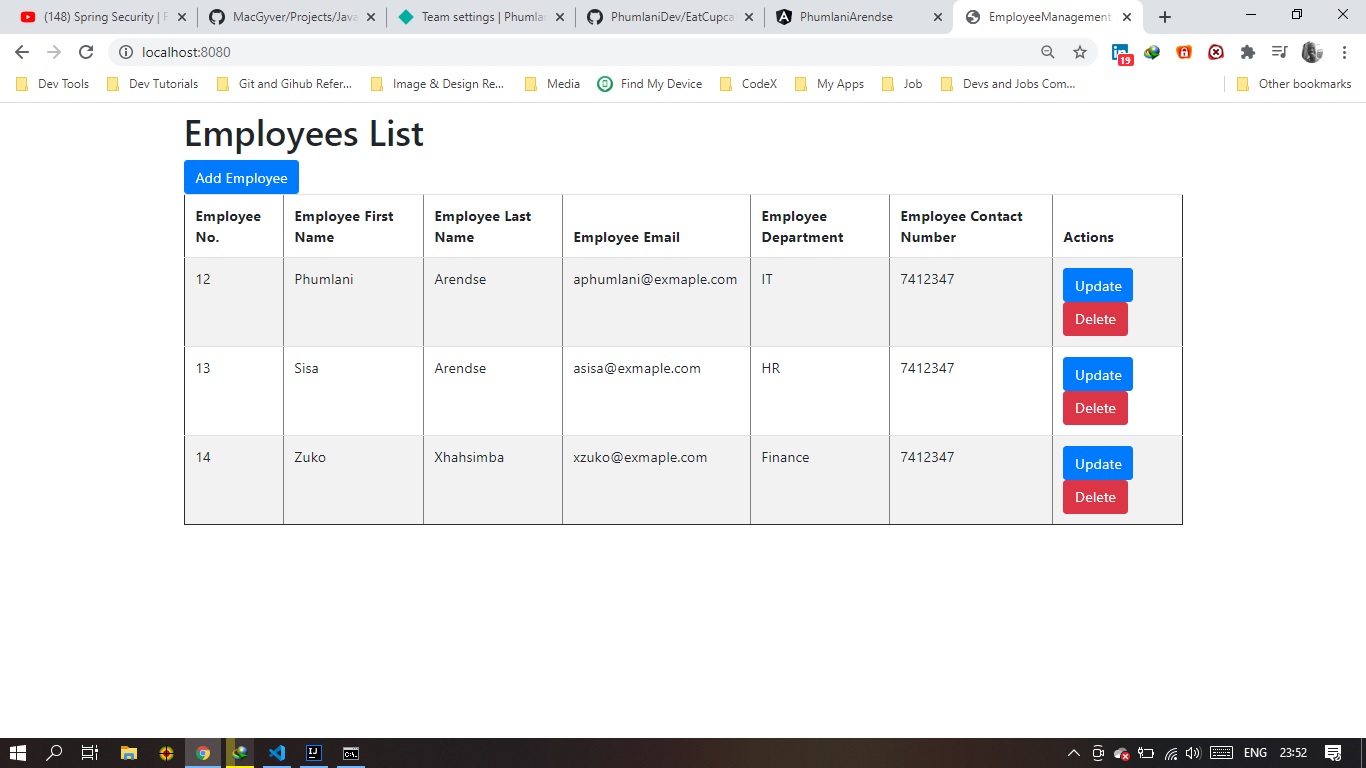 (148) Spring Security | F
MacGyver/Projects/Java
Team settings | Phumla
PhumlaniDev/EatCupca
PhumlaniArendse
EmployeeManagement
localhost:8080
19
Dev Tools
Dev Tutorials
Git and Gihub Refer...
Image & Design Re...
Media
Find My Device
CodeX
My Apps
Job
Devs and Jobs Com...
Other bookmarks
Employees List
Add Employee
Employee No.
Employee First Name
Employee Last Name
Employee Email
Employee Department
Employee Contact Number
Actions
12 Phumlani Arendse aphumlani@exmaple.com IT 7412347 Update
Delete
13 Sisa Arendse asisa@exmaple.com HR 7412347 Update
Delete
14 Zuko Xhahsimba xzuko@exmaple.com Finance 7412347 Update
Delete
ENG 23:52